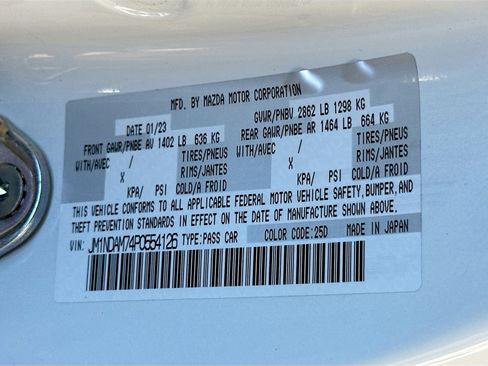 MFD. BY MAZDA MOTOR CORPORATION
DATE 01/23 GVWR/PNBV 2862 LB 1298 KG
FRONT GAWR/PNBE AV 1402 LB 636 KG REAR GAWR/PNBE AR 1464 LB 664 KG
WITH/AVEC / TIRES/PNEUS WITH/AVEC / TIRES/PNEUS
X RIMS/JANTES X RIMS/JANTES
KPA/ PSI COLD/A FROID KPA/ PSI COLD/A FROID
THIS VEHICLE CONFORMS TO ALL APPLICABLE FEDERAL MOTOR VEHICLE SAFETY, BUMPER, AND
THEFT PREVENTION STANDARDS IN EFFECT ON THE DATE OF MANUFACTURE SHOWN ABOVE.
VIN: JM1NDAM74P0554126 TYPE:PASS CAR COLOR CODE:25D MADE IN JAPAN